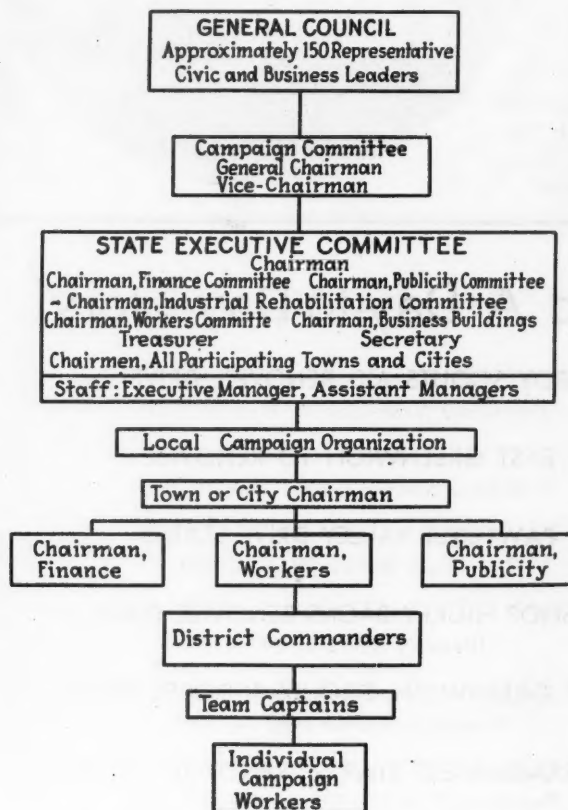 GENERAL COUNCIL
Approximately 150 Representative
Civic and Business Leaders
Campaign Committee
General Chairman
Vice-Chairman
STATE EXECUTIVE COMMITTEE
Chairman
Chairman, Finance Committee Chairman, Publicity Committee
- Chairman, Industrial Rehabilitation Committee
Chairman, Workers Committe Chairman, Business Buildings
Treasurer Secretary
Chairmen, All Participating Towns and Cities
Staff: Executive Manager, Assistant Managers
Local Campaign Organization
Town or City Chairman
Chairman,
Finance
Chairman,
Workers
Chairman,
Publicity
District Commanders
Team Captains
Individual
Campaign
Workers